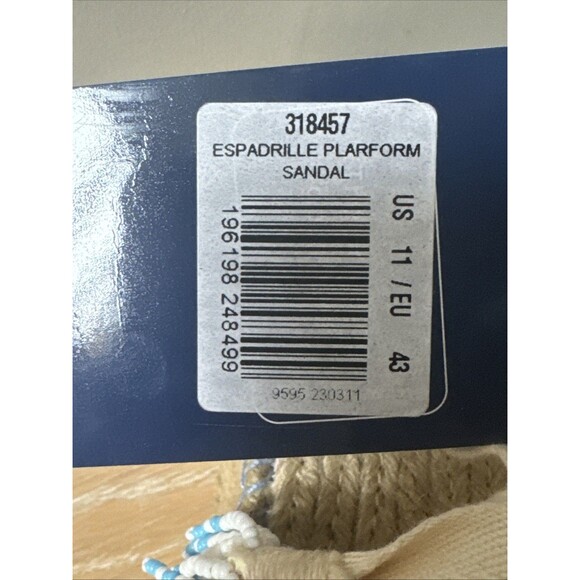 318457
ESPADRILLE PLARFORM
SANDAL
196198 248499
US 11 / EU 43
9595 230311